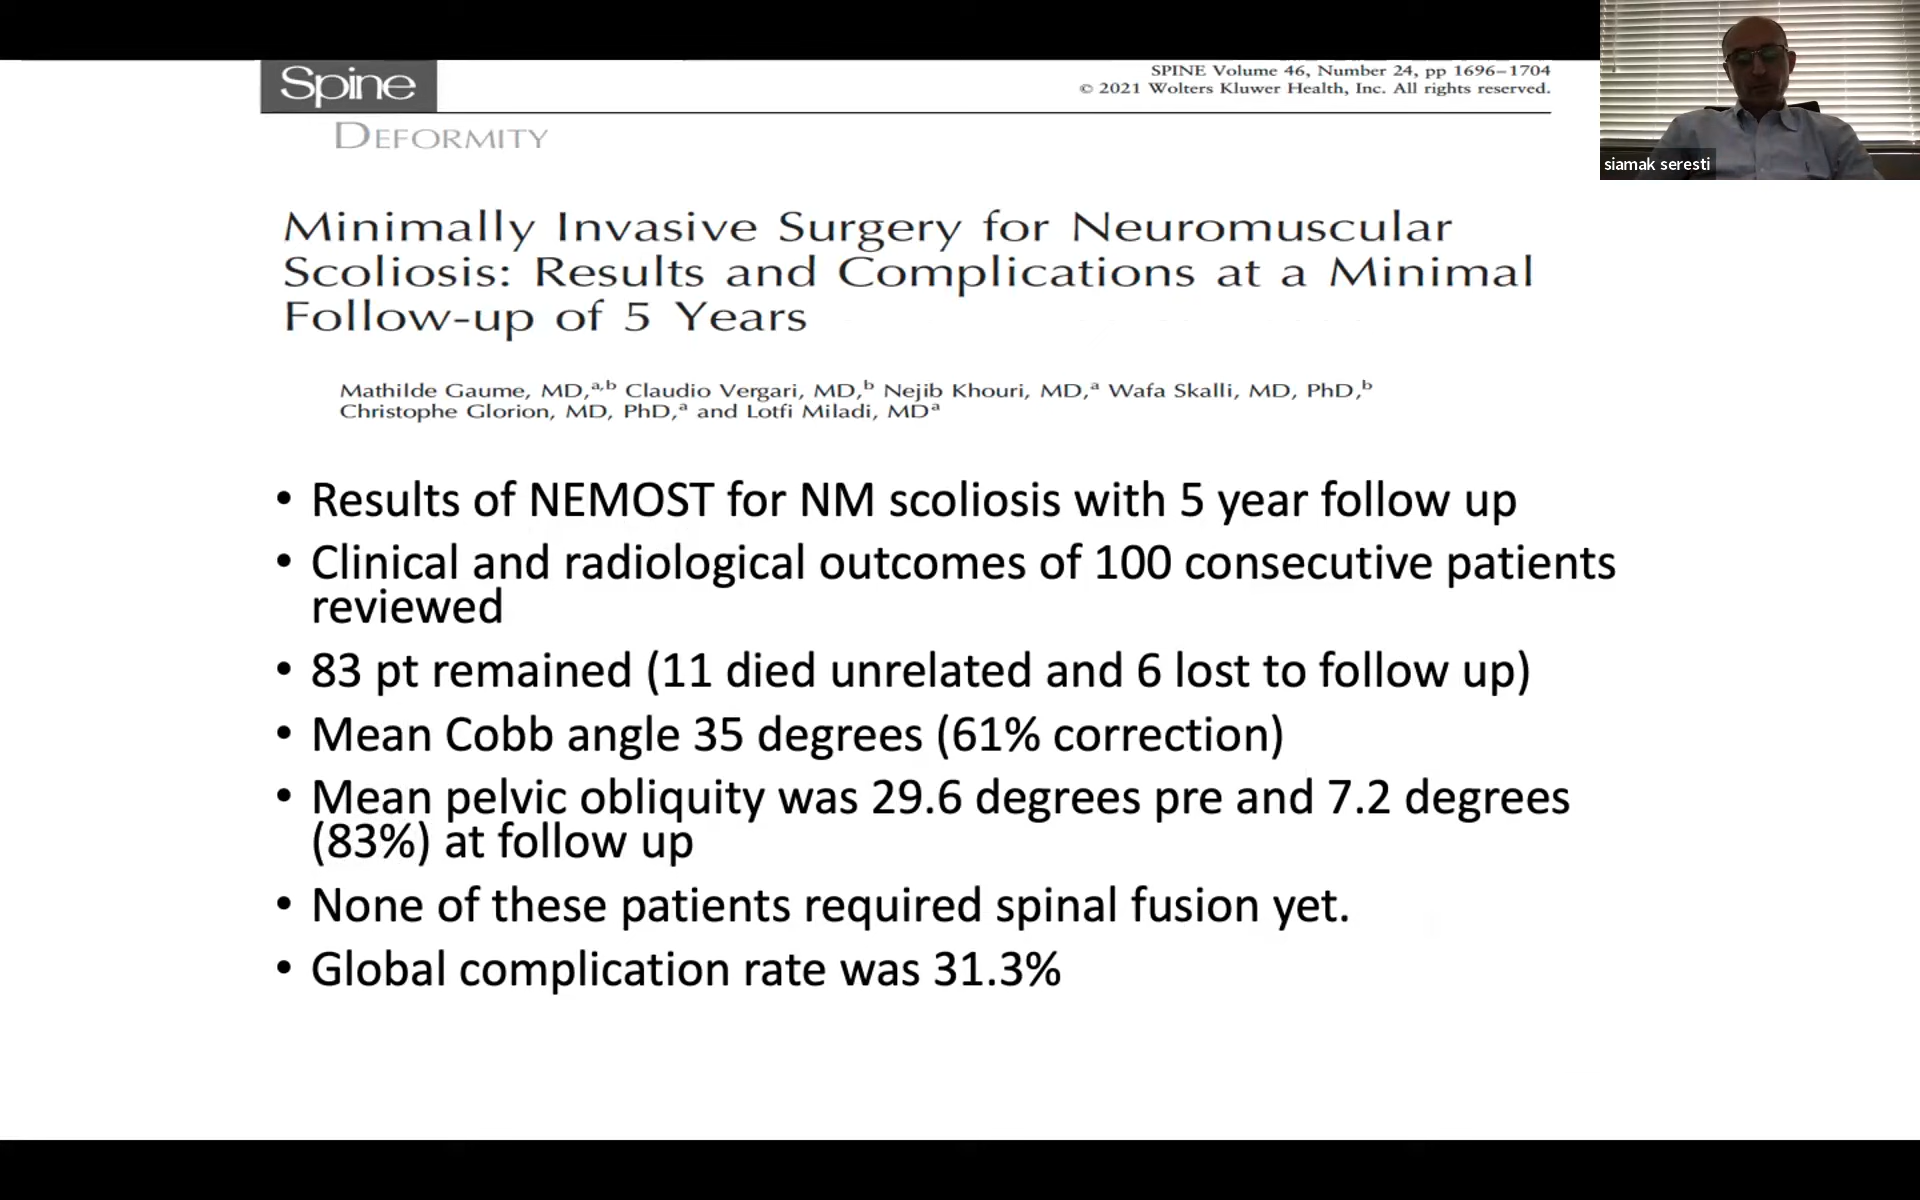 Spine
SPINE Volume 46, Number 24, pp 1696–1704
© 2021 Wolters Kluwer Health, Inc. All rights reserved.
DEFORMITY
siamak seresti
Minimally Invasive Surgery for Neuromuscular
Scoliosis: Results and Complications at a Minimal
Follow-up of 5 Years
Mathilde Gaume, MD,a,b Claudio Vergari, MD,b Nejib Khouri, MD,a Wafa Skalli, MD, PhD,b
Christophe Glorion, MD, PhD,a and Lotfi Miladi, MDa
• Results of NEMOST for NM scoliosis with 5 year follow up
• Clinical and radiological outcomes of 100 consecutive patients
reviewed
• 83 pt remained (11 died unrelated and 6 lost to follow up)
• Mean Cobb angle 35 degrees (61% correction)
• Mean pelvic obliquity was 29.6 degrees pre and 7.2 degrees
(83%) at follow up
• None of these patients required spinal fusion yet.
• Global complication rate was 31.3%